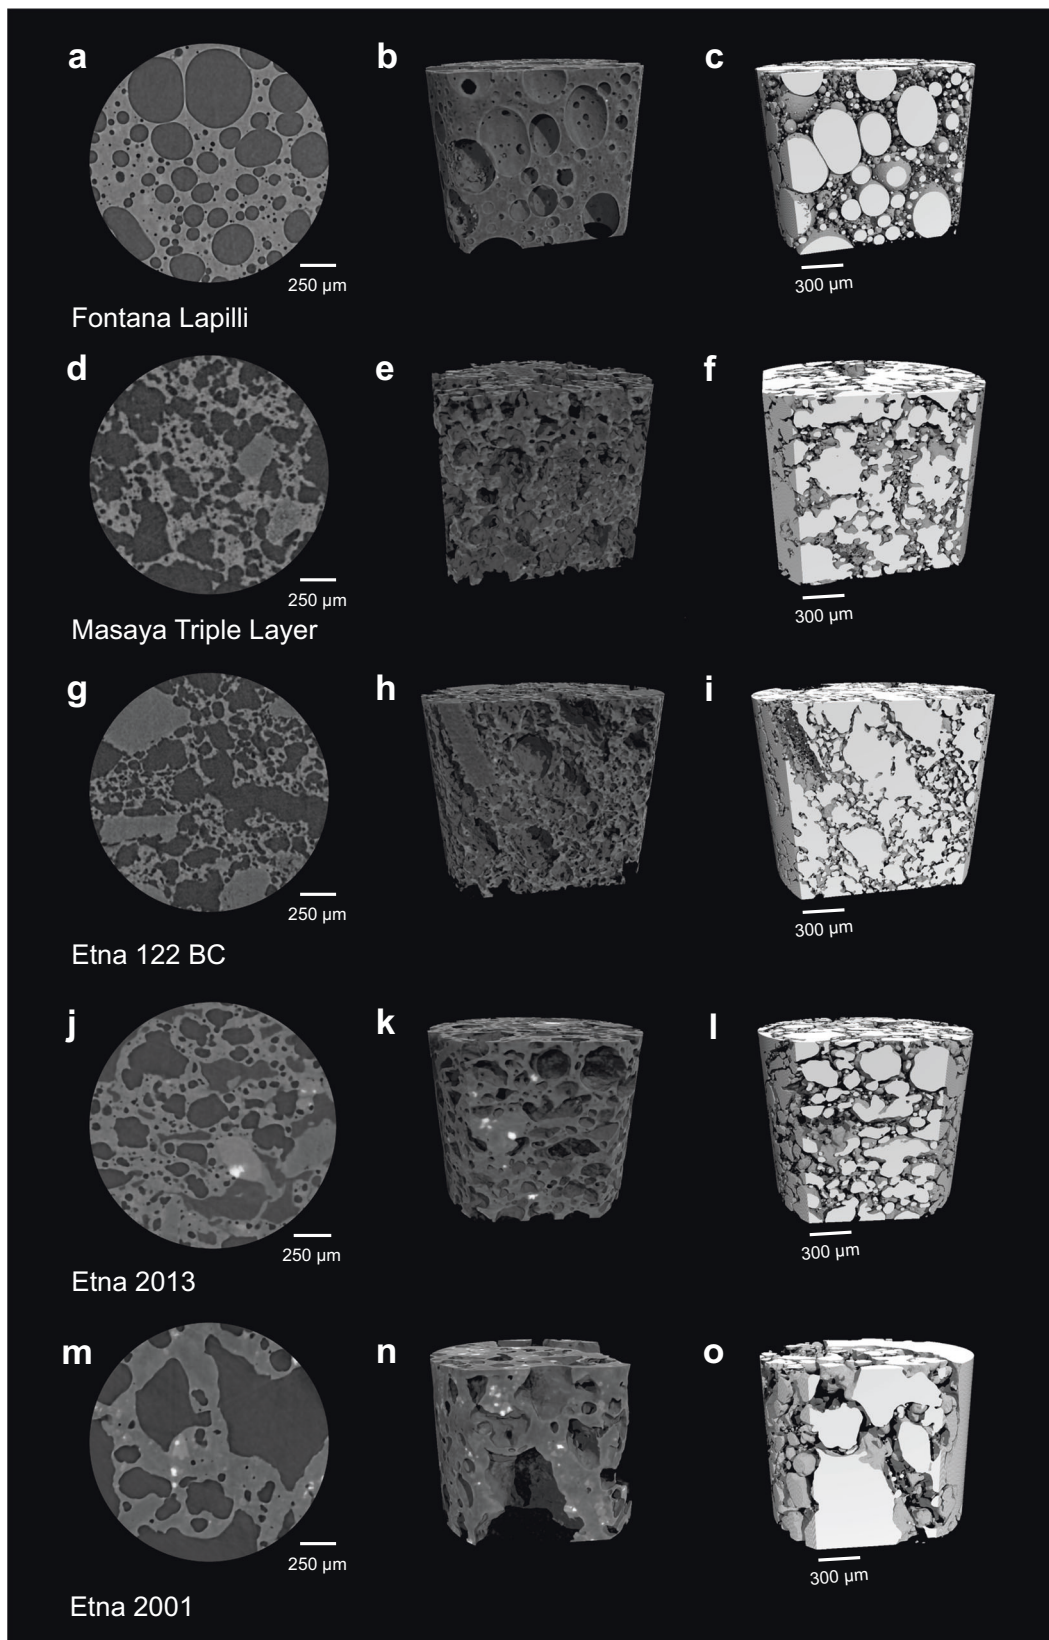 a b c
250 µm
300 µm
Fontana Lapilli
d e f
250 µm
300 µm
Masaya Triple Layer
g h i
250 µm
300 µm
Etna 122 BC
j k l
250 µm
300 µm
Etna 2013
m n o
250 µm
300 µm
Etna 2001